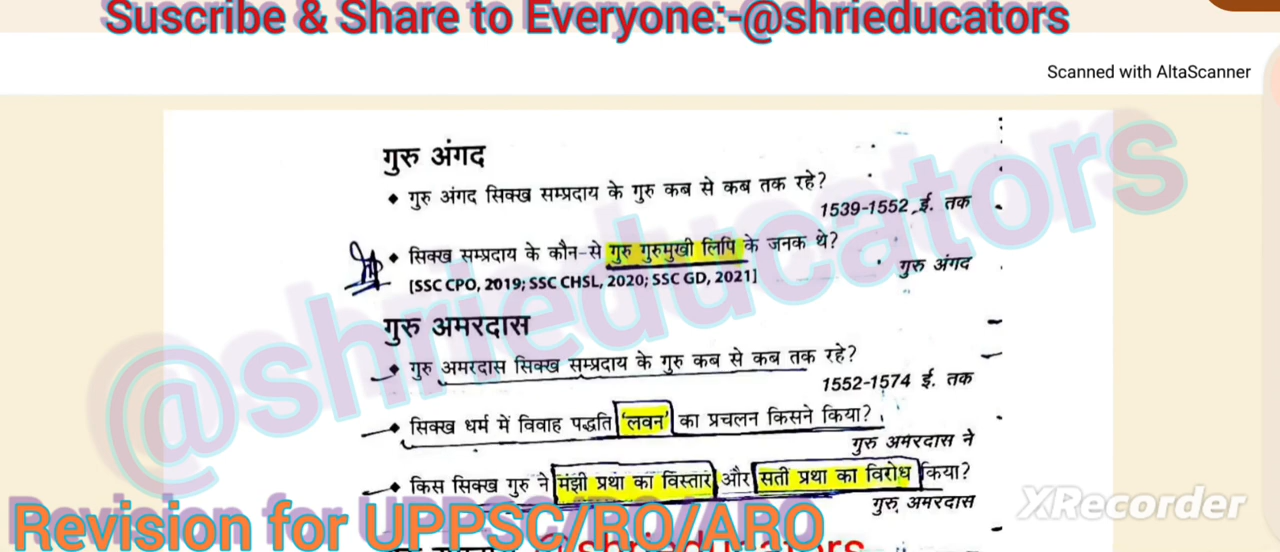 Suscribe & Share to Everyone:-@shrieducators
Scanned with AltaScanner
गुरु अंगद
◆ गुरु अंगद सिक्ख सम्प्रदाय के गुरु कब से कब तक रहे?
1539-1552 ई. तक
◆ सिक्ख सम्प्रदाय के कौन-से गुरु गुरुमुखी लिपि के जनक थे?
गुरु अंगद
[SSC CPO, 2019; SSC CHSL, 2020; SSC GD, 2021]
गुरु अमरदास
◆ गुरु अमरदास सिक्ख सम्प्रदाय के गुरु कब से कब तक रहे?
1552-1574 ई. तक
◆ सिक्ख धर्म में विवाह पद्धति 'लवन' का प्रचलन किसने किया?
गुरु अमरदास ने
◆ किस सिक्ख गुरु ने मंझी प्रथा का विस्तार और सती प्रथा का विरोध किया?
गुरु अमरदास
@shrieducators
XRecorder
Revision for UPPSC/RO/ARO
@shrieducators